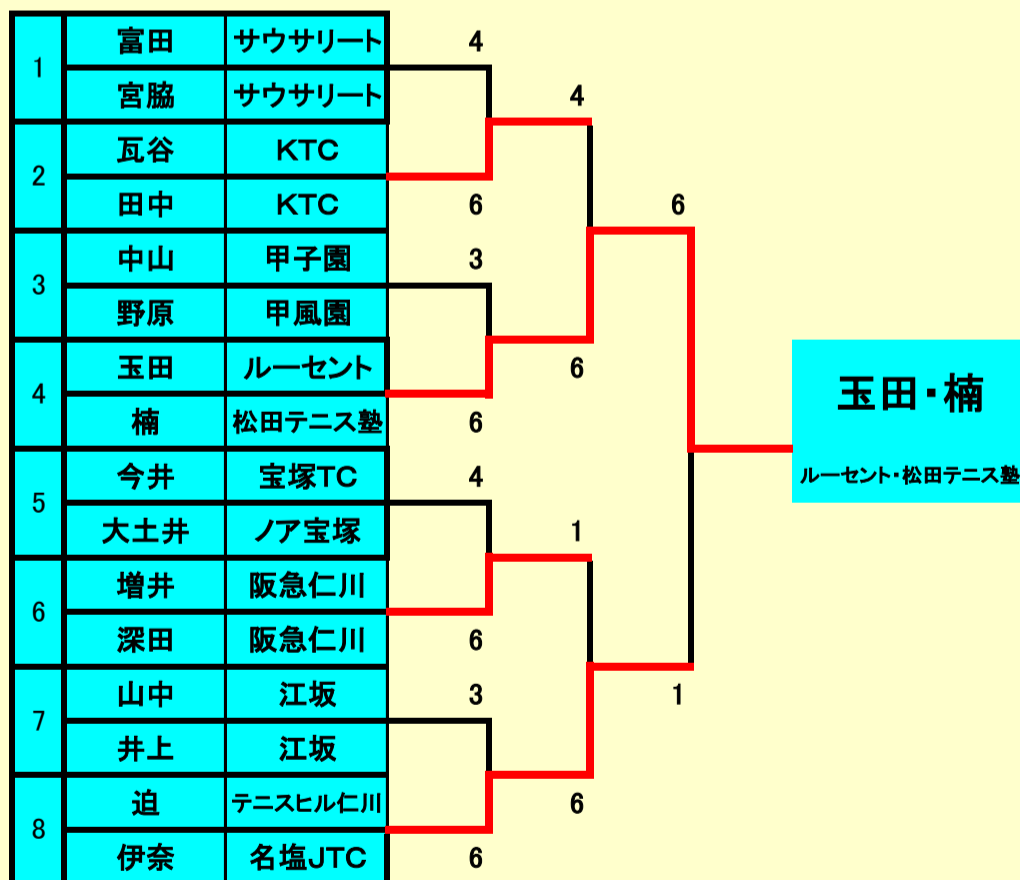 1
富田 サウサリート 4
宮脇 サウサリート
4
2
瓦谷 KTC
田中 KTC 6
6
3
中山 甲子園 3
野原 甲風園
6
4
玉田 ルーセント
楠 松田テニス塾 6
玉田・楠
ルーセント・松田テニス塾
5
今井 宝塚TC 4
大土井 ノア宝塚
1
6
増井 阪急仁川
深田 阪急仁川 6
7
山中 江坂 3
1
井上 江坂
8
迫 テニスヒル仁川
6
伊奈 名塩JTC 6